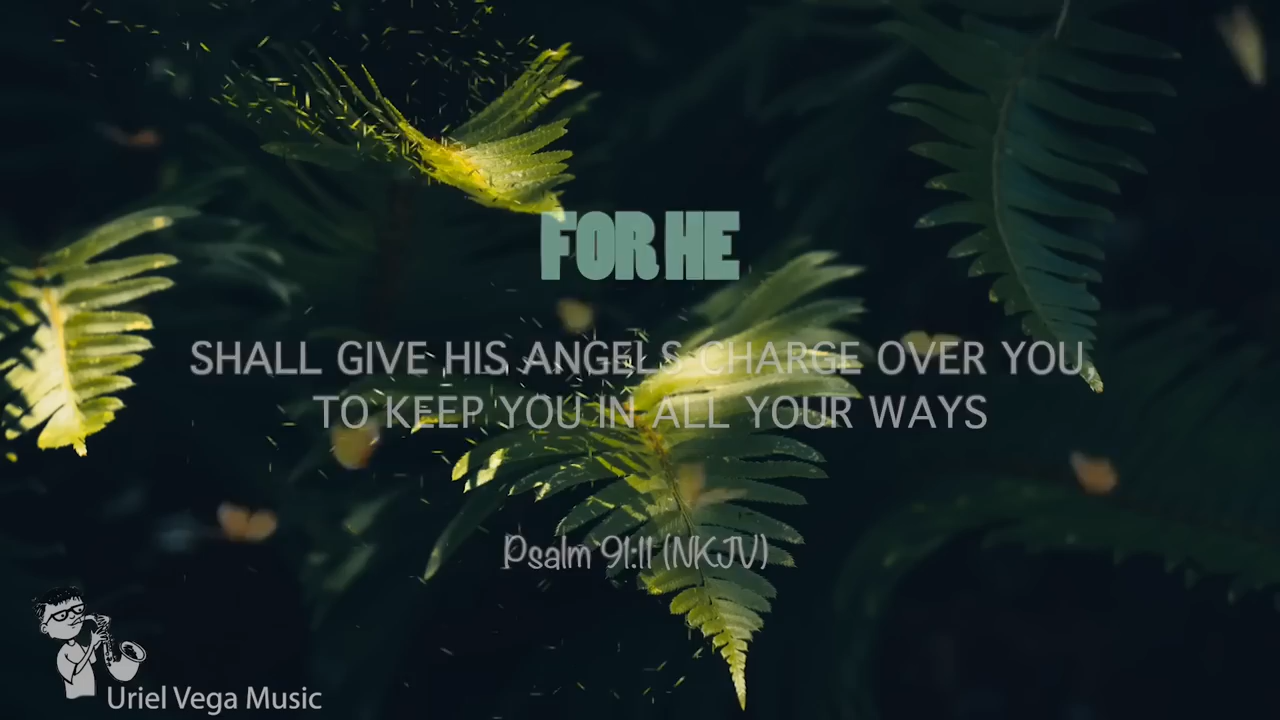 FOR HE
SHALL GIVE HIS ANGELS CHARGE OVER YOU
TO KEEP YOU IN ALL YOUR WAYS
Psalm 91:11 (NKJV)
Uriel Vega Music